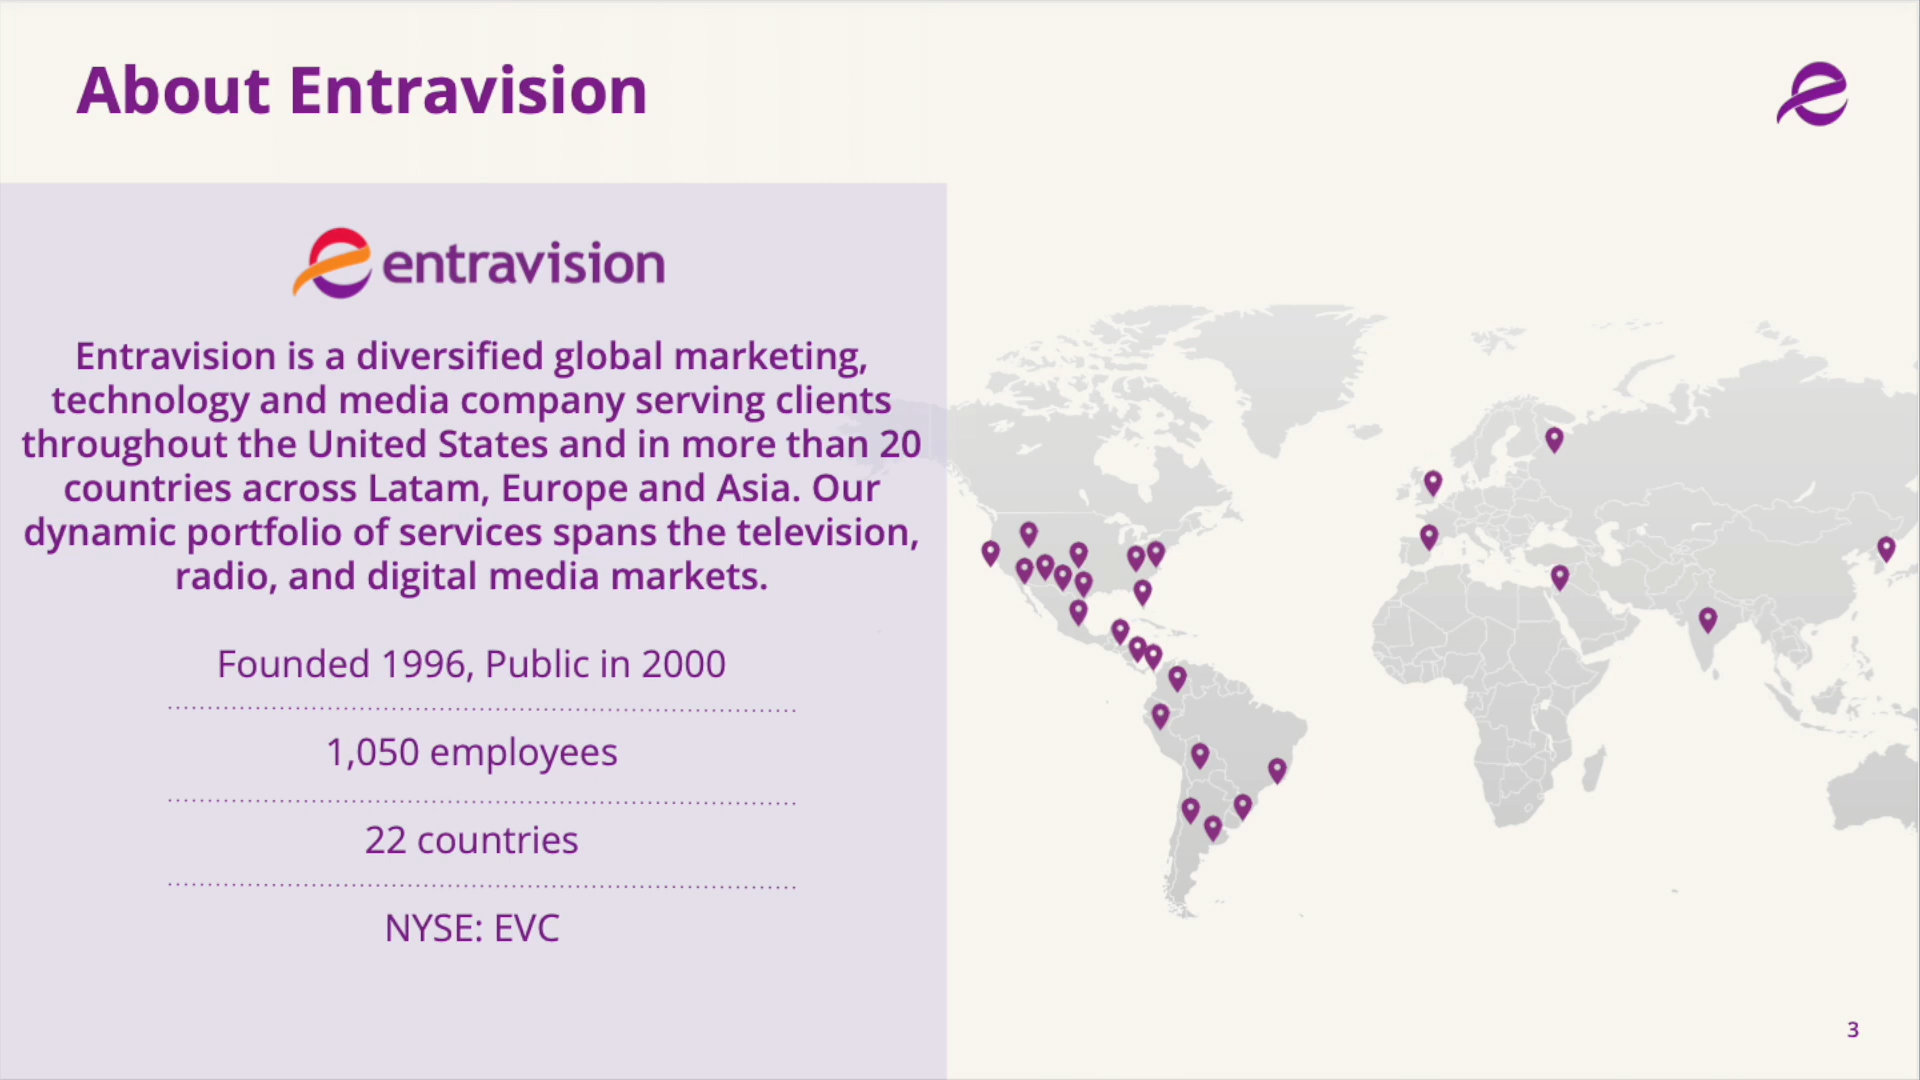 About Entravision
entravision
Entravision is a diversified global marketing,
technology and media company serving clients
throughout the United States and in more than 20
countries across Latam, Europe and Asia. Our
dynamic portfolio of services spans the television,
radio, and digital media markets.
Founded 1996, Public in 2000
1,050 employees
22 countries
NYSE: EVC
3